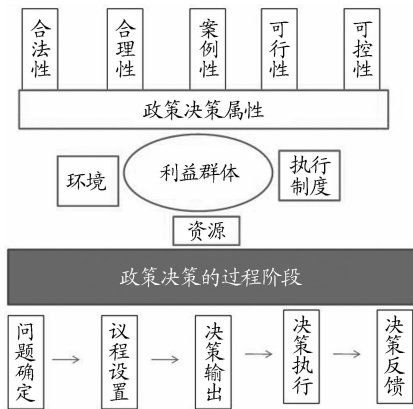 合法性
合理性
案例性
可行性
可控性
政策决策属性
环境
利益群体
执行
制度
资源
政策决策的过程阶段
问题确定
议程设置
决策输出
决策执行
决策反馈